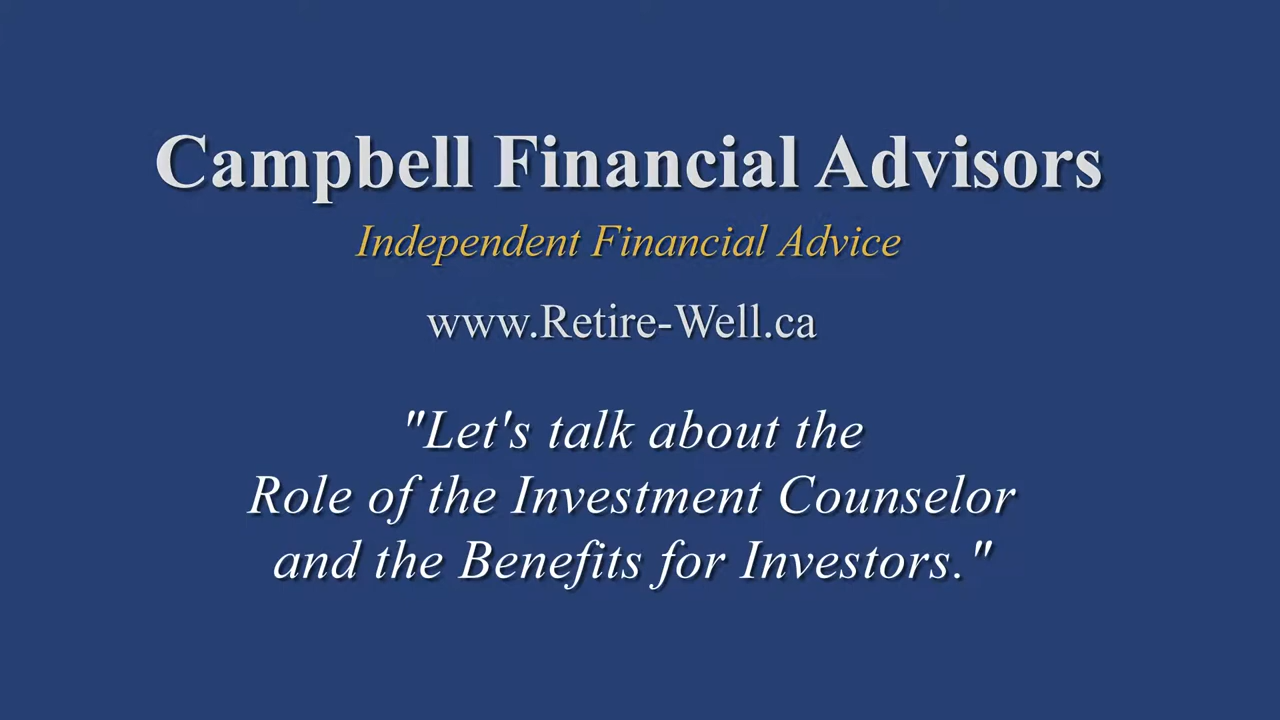 Campbell Financial Advisors
Independent Financial Advice
www.Retire-Well.ca
"Let's talk about the
Role of the Investment Counselor
and the Benefits for Investors."